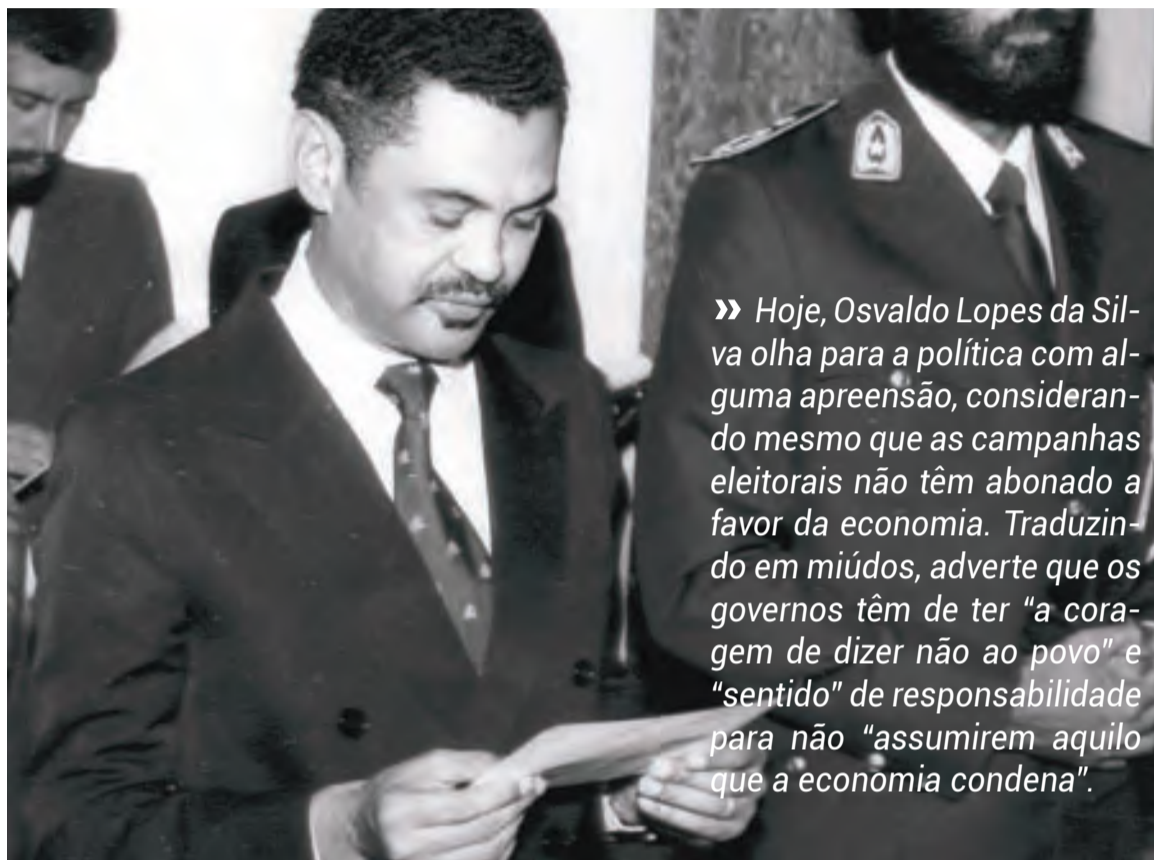 » Hoje, Osvaldo Lopes da Sil-
va olha para a política com al-
guma apreensão, consideran-
do mesmo que as campanhas
eleitorais não têm abonado a
favor da economia. Traduzin-
do em miúdos, adverte que os
governos têm de ter “a cora-
gem de dizer não ao povo” e
“sentido” de responsabilidade
para não “assumirem aquilo
que a economia condena”.